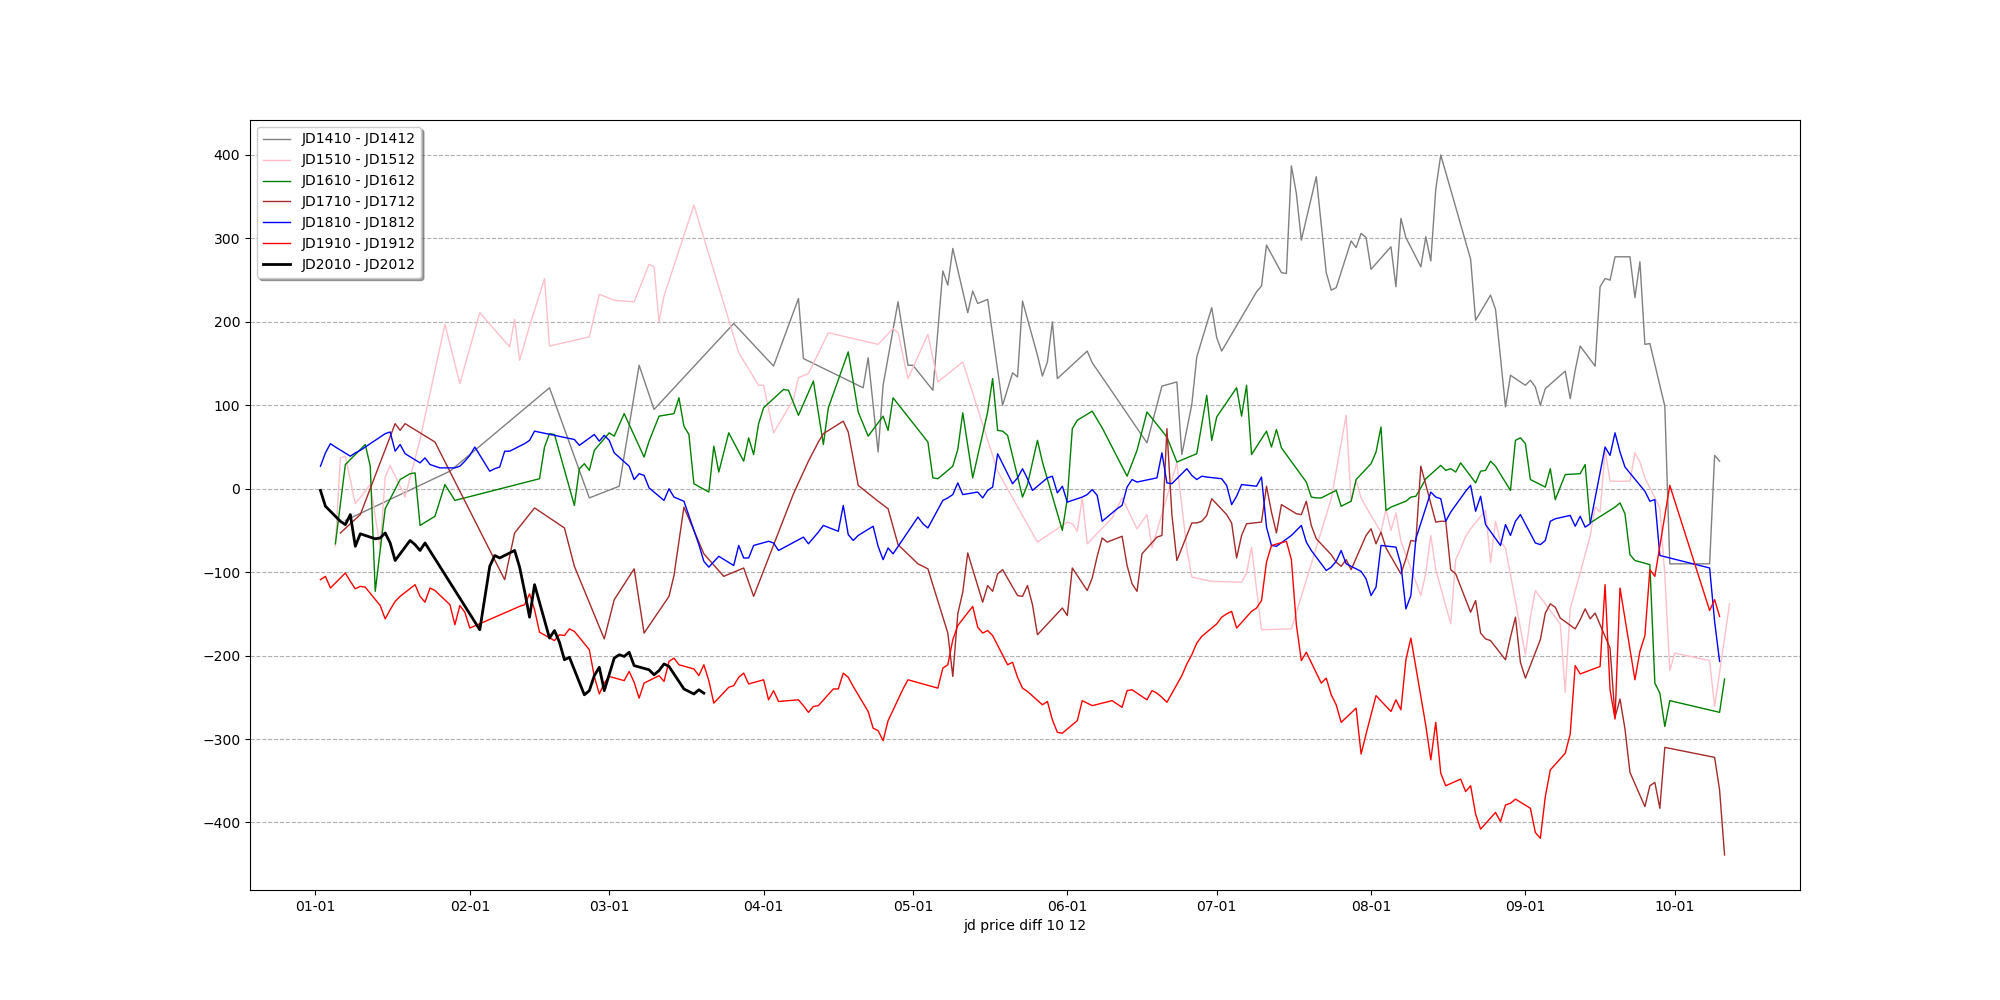 JD1410 - JD1412
JD1510 - JD1512
JD1610 - JD1612
JD1710 - JD1712
JD1810 - JD1812
JD1910 - JD1912
JD2010 - JD2012
400
300
200
100
0
−100
−200
−300
−400
01-01 02-01 03-01 04-01 05-01 06-01 07-01 08-01 09-01 10-01
jd price diff 10 12